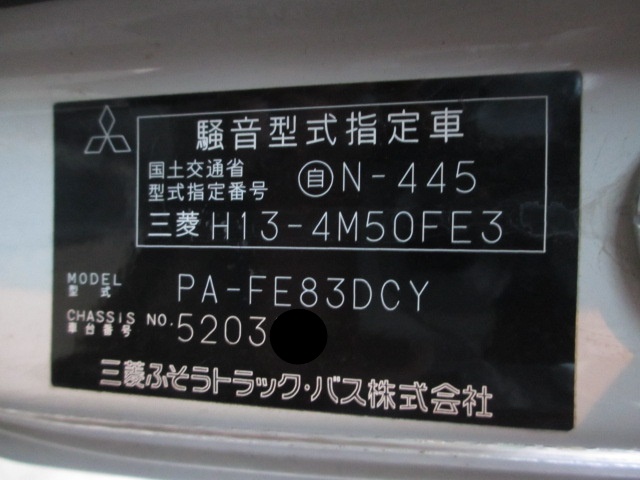 騒音型式指定車
国土交通省
型式指定番号 自N-445
三菱 H13-4M50FE3
MODEL
型式 PA-FE83DCY
CHASSIS NO.
車台番号 5203
三菱ふそうトラック・バス株式会社